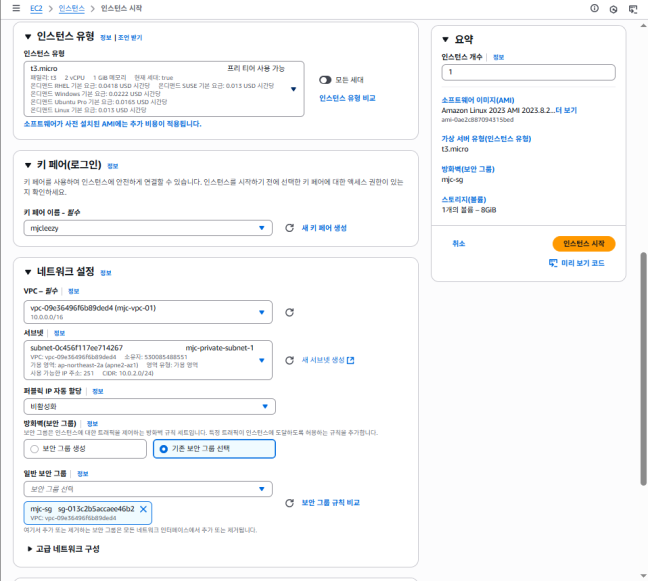 EC2 > 인스턴스 > 인스턴스 시작
▼ 인스턴스 유형 정보 | 조언 받기
인스턴스 유형
t3.micro 프리 티어 사용 가능
패밀리: t3 2 vCPU 1 GiB 메모리 현재 세대: true
온디맨드 RHEL 기본 요금: 0.0418 USD 시간당 온디맨드 SUSE 기본 요금: 0.013 USD 시간당
온디맨드 Windows 기본 요금: 0.0222 USD 시간당
온디맨드 Ubuntu Pro 기본 요금: 0.0165 USD 시간당
온디맨드 Linux 기본 요금: 0.013 USD 시간당
모든 세대
인스턴스 유형 비교
소프트웨어가 사전 설치된 AMI에는 추가 비용이 적용됩니다.
▼ 키 페어(로그인) 정보
키 페어를 사용하여 인스턴스에 안전하게 연결할 수 있습니다. 인스턴스를 시작하기 전에 선택한 키 페어에 대한 액세스 권한이 있는
지 확인하세요.
키 페어 이름 - 필수
mjcleezy
새 키 페어 생성
▼ 네트워크 설정 정보
VPC - 필수 | 정보
vpc-09e36496f6b89ded4 (mjc-vpc-01)
10.0.0.0/16
서브넷 | 정보
subnet-0c456f117ee714267 mjc-private-subnet-1
VPC: vpc-09e36496f6b89ded4 소유자: 530085488551
가용 영역: ap-northeast-2a (apne2-az1) 영역 유형: 가용 영역
사용 가능한 IP 주소: 251 CIDR: 10.0.2.0/24)
새 서브넷 생성
퍼블릭 IP 자동 할당 | 정보
비활성화
방화벽(보안 그룹) | 정보
보안 그룹은 인스턴스에 대한 트래픽을 제어하는 방화벽 규칙 세트입니다. 특정 트래픽이 인스턴스에 도달하도록 허용하는 규칙을 추가합니다.
보안 그룹 생성
기존 보안 그룹 선택
일반 보안 그룹 | 정보
보안 그룹 선택
mjc-sg sg-013c2b5accaee46b2 ✕
VPC: vpc-09e36496f6b89ded4
보안 그룹 규칙 비교
여기서 추가 또는 제거하는 보안 그룹은 모든 네트워크 인터페이스에서 추가 또는 제거됩니다.
▶ 고급 네트워크 구성
▼ 요약
인스턴스 개수 | 정보
1
소프트웨어 이미지(AMI)
Amazon Linux 2023 AMI 2023.8.2...더 보기
ami-0ae2c887094315bed
가상 서버 유형(인스턴스 유형)
t3.micro
방화벽(보안 그룹)
mjc-sg
스토리지(볼륨)
1개의 볼륨 – 8GiB
취소
인스턴스 시작
미리 보기 코드